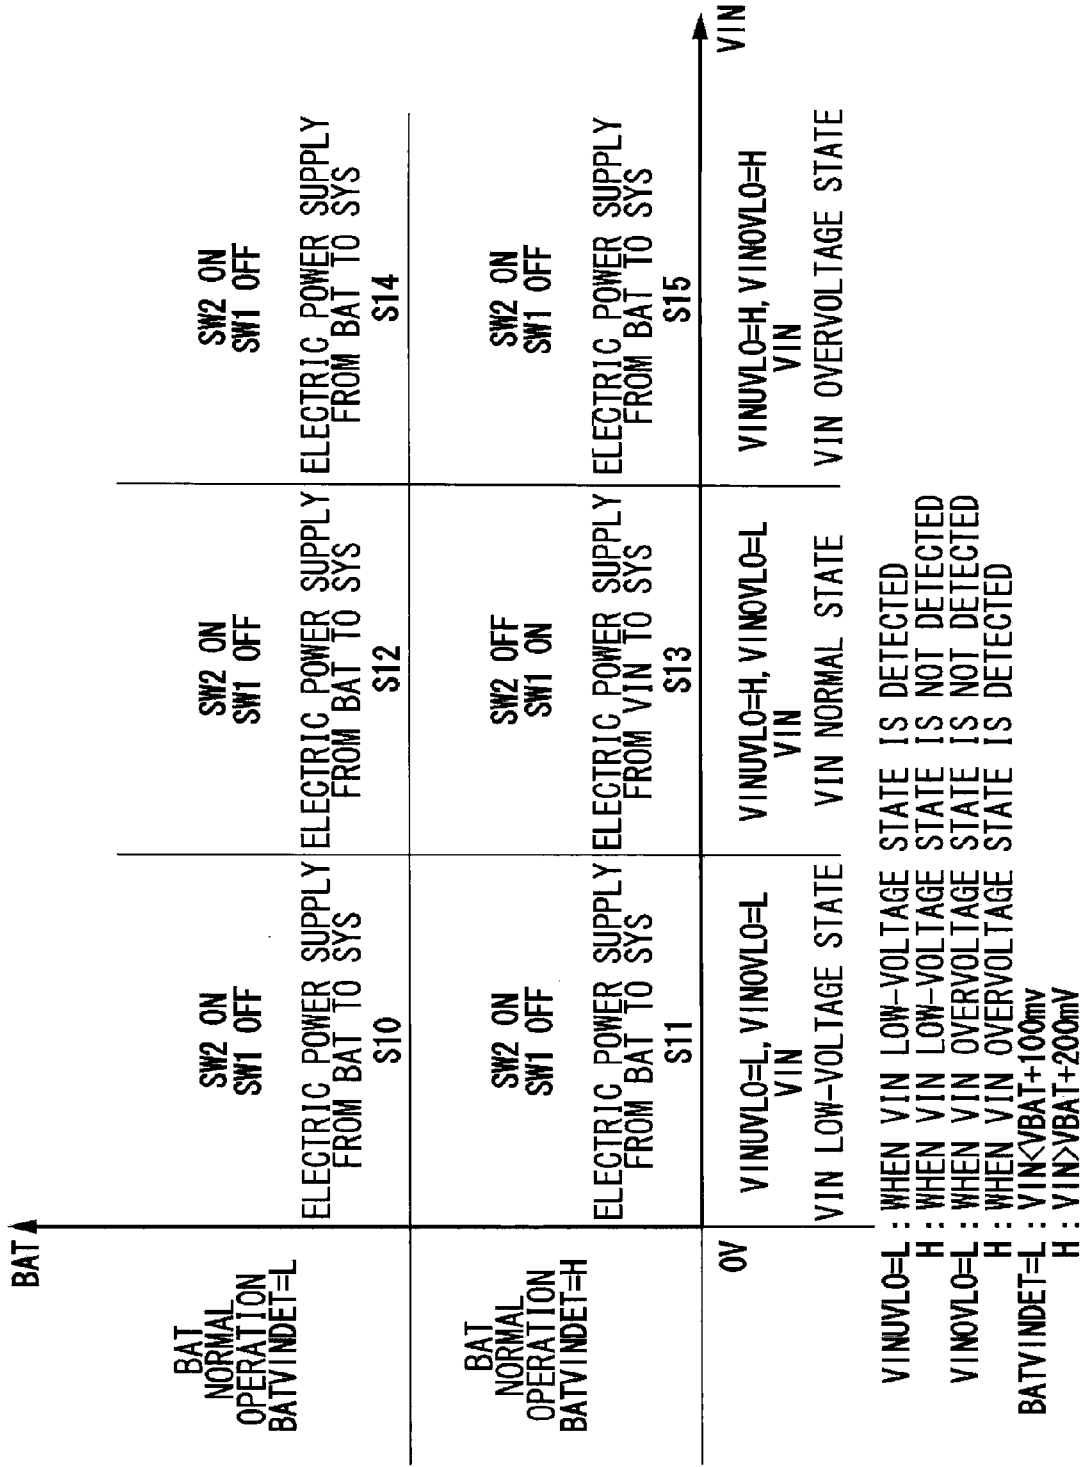 BAT
BAT
NORMAL
OPERATION
BATVINDET=L
SW2 ON
SW1 OFF
ELECTRIC POWER SUPPLY
FROM BAT TO SYS
S10
SW2 ON
SW1 OFF
ELECTRIC POWER SUPPLY
FROM BAT TO SYS
S12
SW2 ON
SW1 OFF
ELECTRIC POWER SUPPLY
FROM BAT TO SYS
S14
BAT
NORMAL
OPERATION
BATVINDET=H
SW2 ON
SW1 OFF
ELECTRIC POWER SUPPLY
FROM BAT TO SYS
S11
SW2 OFF
SW1 ON
ELECTRIC POWER SUPPLY
FROM VIN TO SYS
S13
SW2 ON
SW1 OFF
ELECTRIC POWER SUPPLY
FROM BAT TO SYS
S15
0V
VIN
VINUVLO=L, VINOVLO=L
VIN
VIN LOW-VOLTAGE STATE
VINUVLO=H, VINOVLO=L
VIN
VIN NORMAL STATE
VINUVLO=H, VINOVLO=H
VIN
VIN OVERVOLTAGE STATE
VINUVLO=L : WHEN VIN LOW-VOLTAGE STATE IS DETECTED
H : WHEN VIN LOW-VOLTAGE STATE IS NOT DETECTED
VINOVLO=L : WHEN VIN OVERVOLTAGE STATE IS NOT DETECTED
H : WHEN VIN OVERVOLTAGE STATE IS DETECTED
BATVINDET=L : VIN<VBAT+100mv
H : VIN>VBAT+200mV